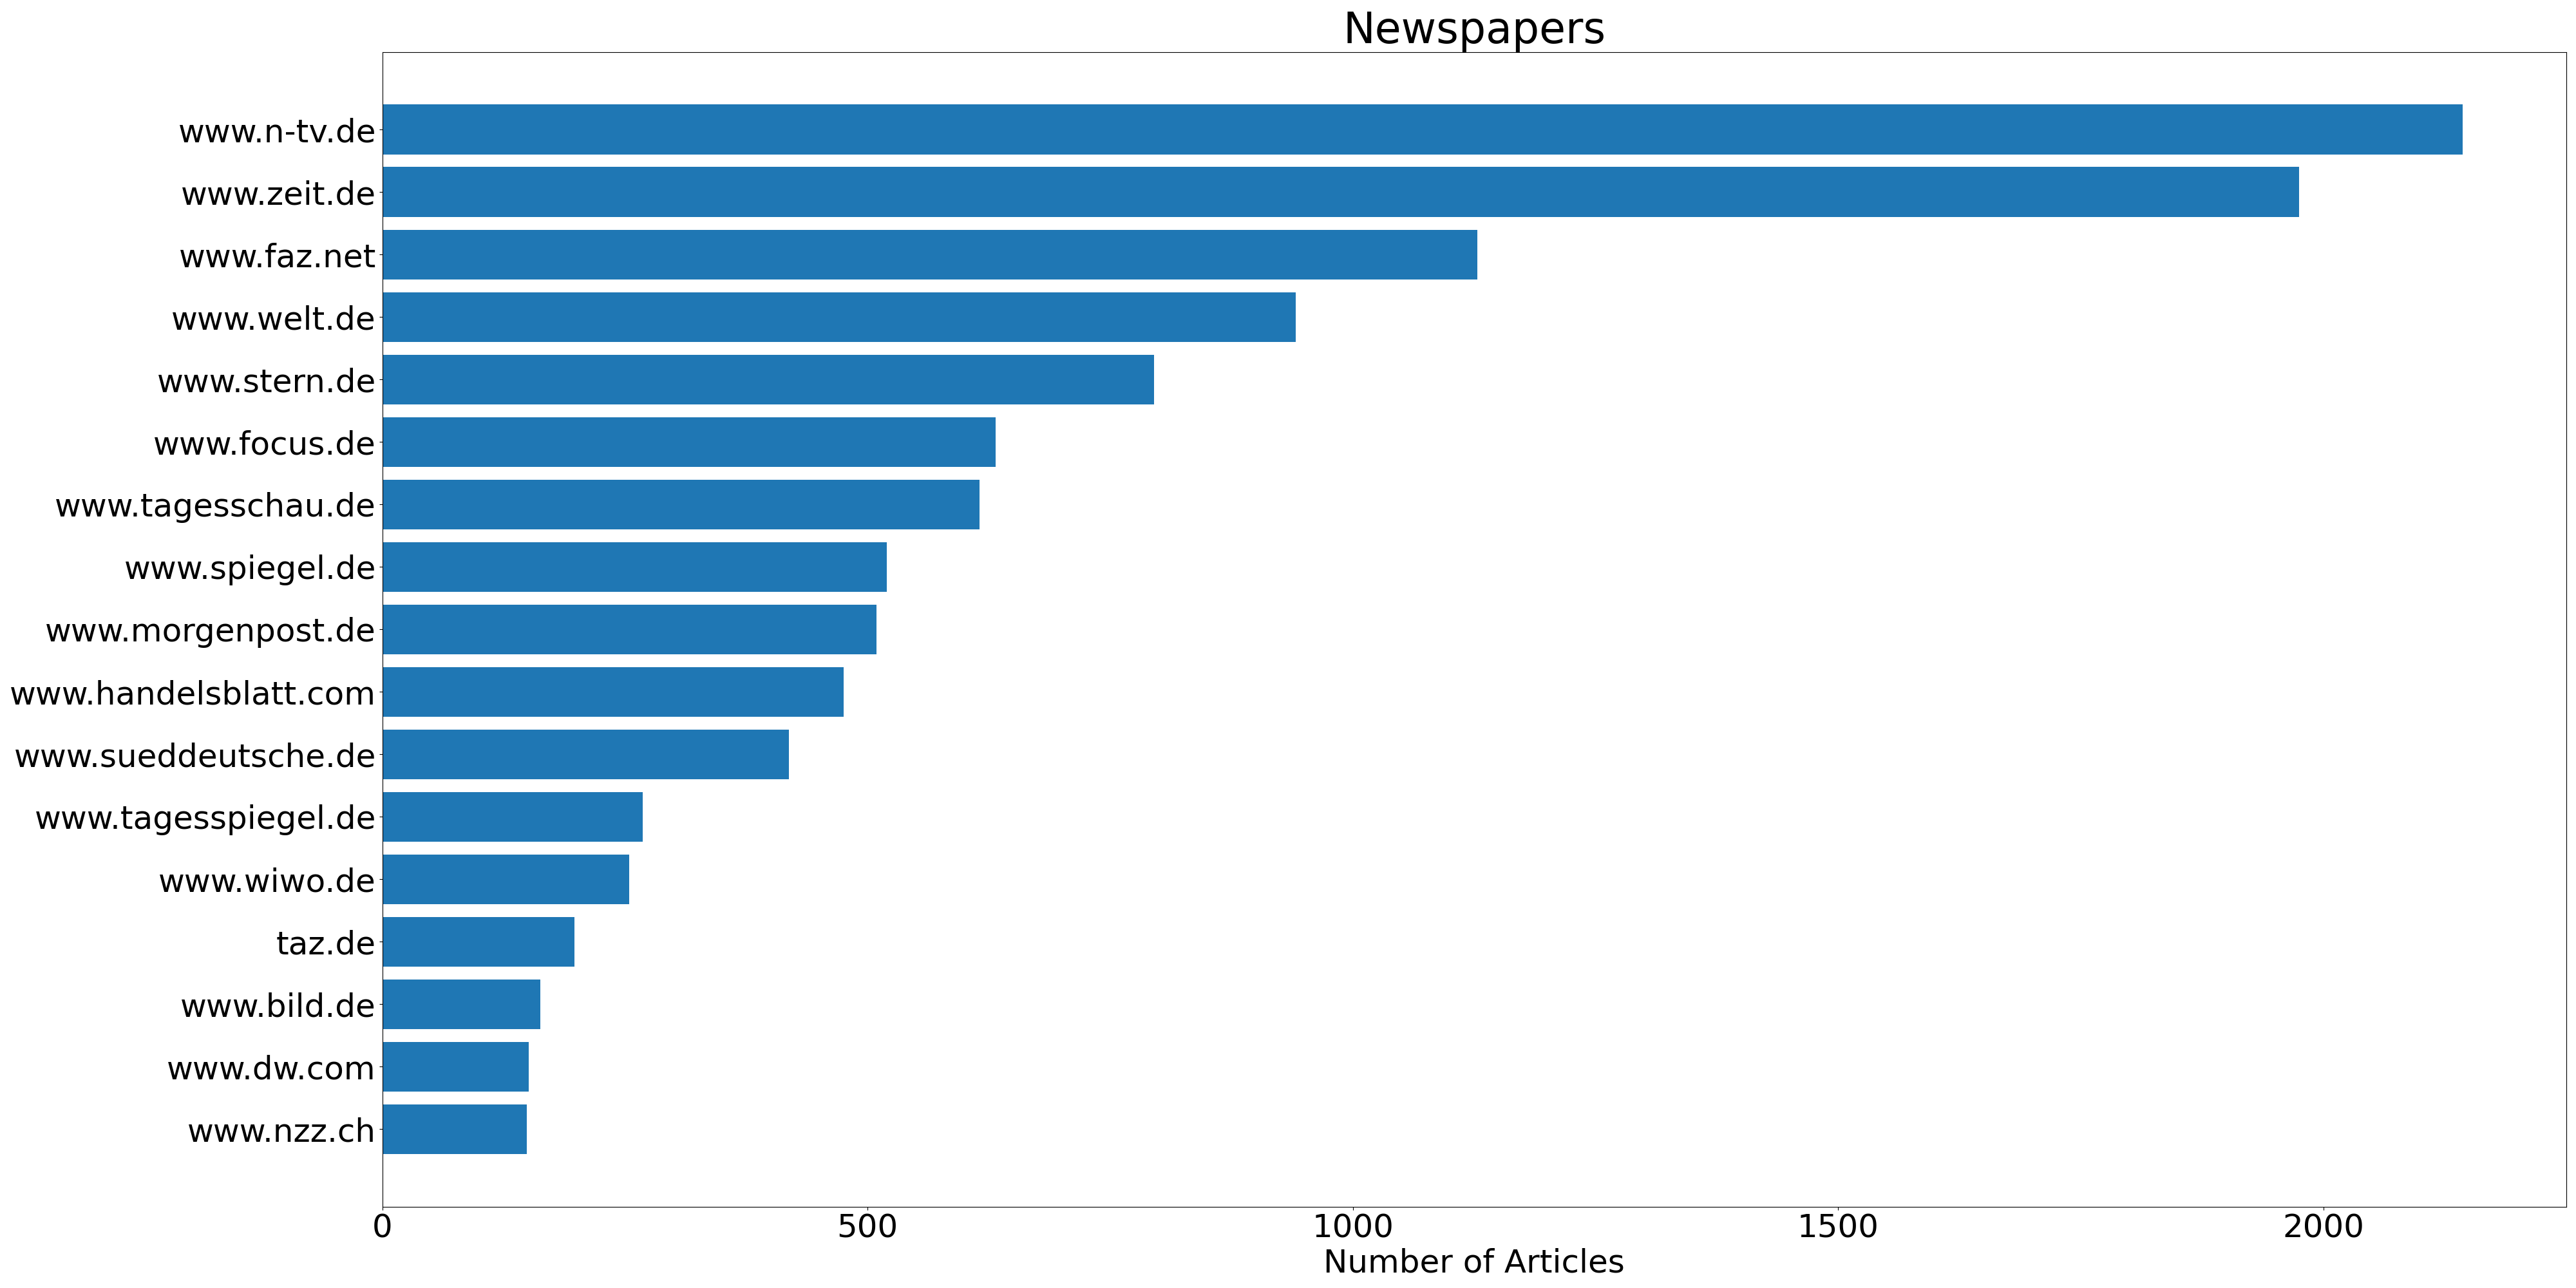 Newspapers
www.n-tv.de
www.zeit.de
www.faz.net
www.welt.de
www.stern.de
www.focus.de
www.tagesschau.de
www.spiegel.de
www.morgenpost.de
www.handelsblatt.com
www.sueddeutsche.de
www.tagesspiegel.de
www.wiwo.de
taz.de
www.bild.de
www.dw.com
www.nzz.ch
0 500 1000 1500 2000
Number of Articles